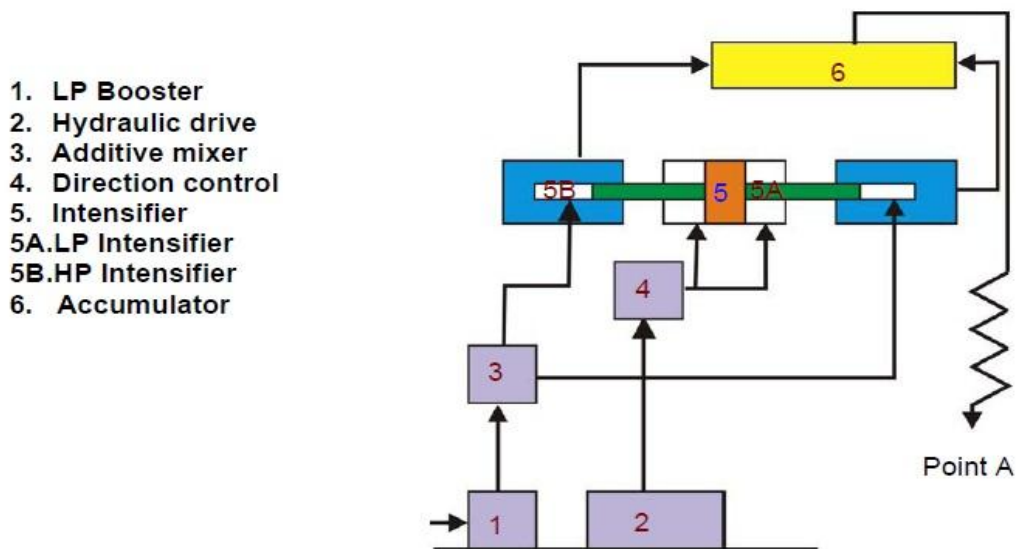 1. LP Booster
2. Hydraulic drive
3. Additive mixer
4. Direction control
5. Intensifier
5A.LP Intensifier
5B.HP Intensifier
6. Accumulator
6
5B
5
5A
4
3
Point A
1
2